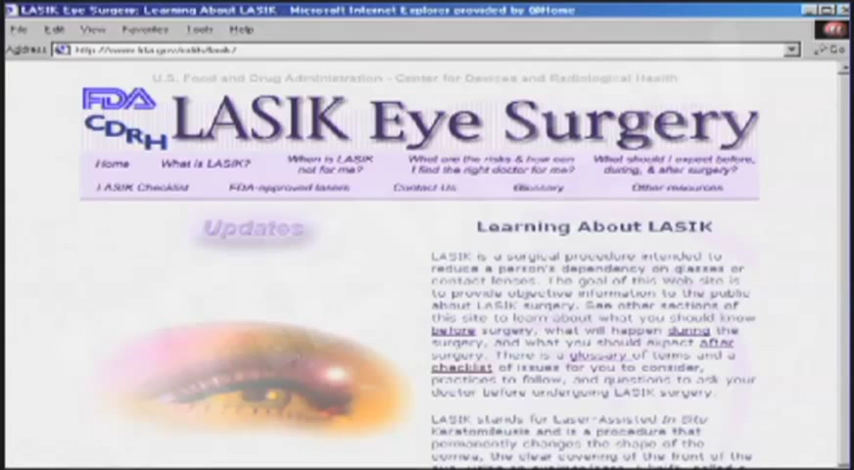 LASIK Eye Surgery: Learning About LASIK - Microsoft Internet Explorer provided by @Home
File Edit View Favorites Tools Help
Address http://www.fda.gov/cdrh/lasik/ Go
U.S. Food and Drug Administration - Center for Devices and Radiological Health
FDA
CDRH
LASIK Eye Surgery
Home What is LASIK? When is LASIK not for me? What are the risks & how can I find the right doctor for me? What should I expect before, during, & after surgery?
LASIK Checklist FDA-approved lasers Contact Us Glossary Other resources
Updates
Learning About LASIK
LASIK is a surgical procedure intended to
reduce a person's dependency on glasses or
contact lenses. The goal of this Web site is
to provide objective information to the public
about LASIK surgery. See other sections of
this site to learn about what you should know
before surgery, what will happen during the
surgery, and what you should expect after
surgery. There is a glossary of terms and a
checklist of issues for you to consider,
practices to follow, and questions to ask your
doctor before undergoing LASIK surgery.
LASIK stands for Laser-Assisted In Situ
Keratomileusis and is a procedure that
permanently changes the shape of the
cornea, the clear covering of the front of the